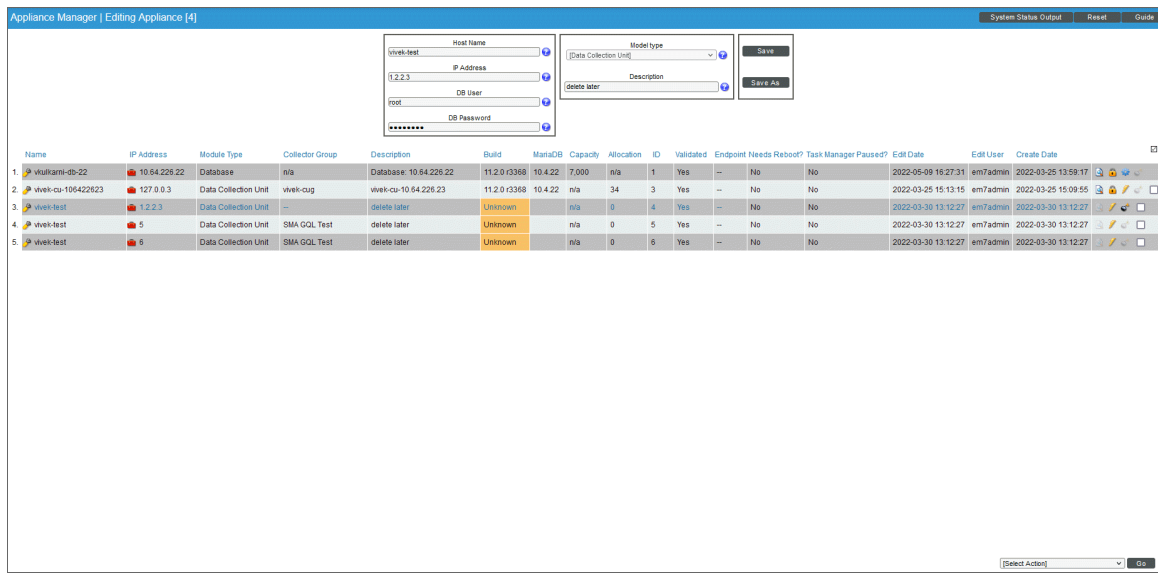 Appliance Manager | Editing Appliance [4] System Status Output Reset Guide
Host Name
vivek-test
IP Address
1.2.2.3
DB User
root
DB Password
••••••••
Model type
[Data Collection Unit]
Description
delete later
Save
Save As
Name IP Address Module Type Collector Group Description Build MariaDB Capacity Allocation ID Validated Endpoint Needs Reboot? Task Manager Paused? Edit Date Edit User Create Date
1. vkulkarni-db-22 10.64.226.22 Database n/a Database: 10.64.226.22 11.2.0 r3368 10.4.22 7,000 n/a 1 Yes -- No No 2022-05-09 16:27:31 em7admin 2022-03-25 13:59:17
2. vivek-cu-106422623 127.0.0.3 Data Collection Unit vivek-cug vivek-cu-10.64.226.23 11.2.0 r3368 10.4.22 n/a 34 3 Yes -- No No 2022-03-25 15:13:15 em7admin 2022-03-25 15:09:55
3. vivek-test 1.2.2.3 Data Collection Unit -- delete later Unknown n/a 0 4 Yes -- No No 2022-03-30 13:12:27 em7admin 2022-03-30 13:12:27
4. vivek-test 5 Data Collection Unit SMA GQL Test delete later Unknown n/a 0 5 Yes -- No No 2022-03-30 13:12:27 em7admin 2022-03-30 13:12:27
5. vivek-test 6 Data Collection Unit SMA GQL Test delete later Unknown n/a 0 6 Yes -- No No 2022-03-30 13:12:27 em7admin 2022-03-30 13:12:27
[Select Action] Go